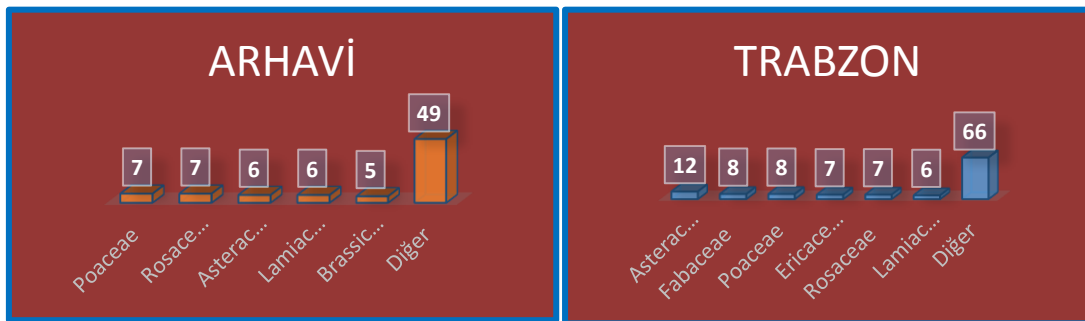 ARHAVİ
49
7
7
6
6
5
Poaceae
Rosace...
Asterac...
Lamiac...
Brassic...
Diğer
TRABZON
66
12
8
8
7
7
6
Asterac...
Fabaceae
Poaceae
Ericace...
Rosaceae
Lamiac...
Diğer